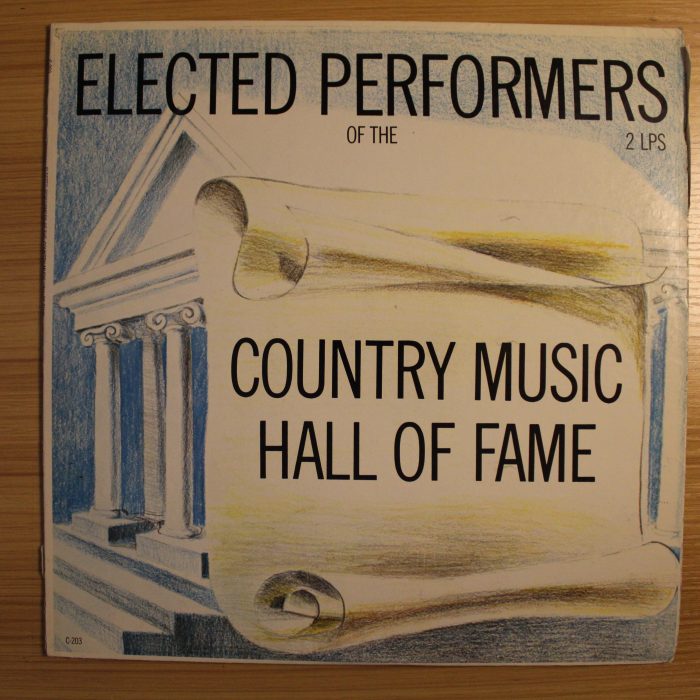 ELECTED PERFORMERS
OF THE
2 LPS
COUNTRY MUSIC
HALL OF FAME
C-203